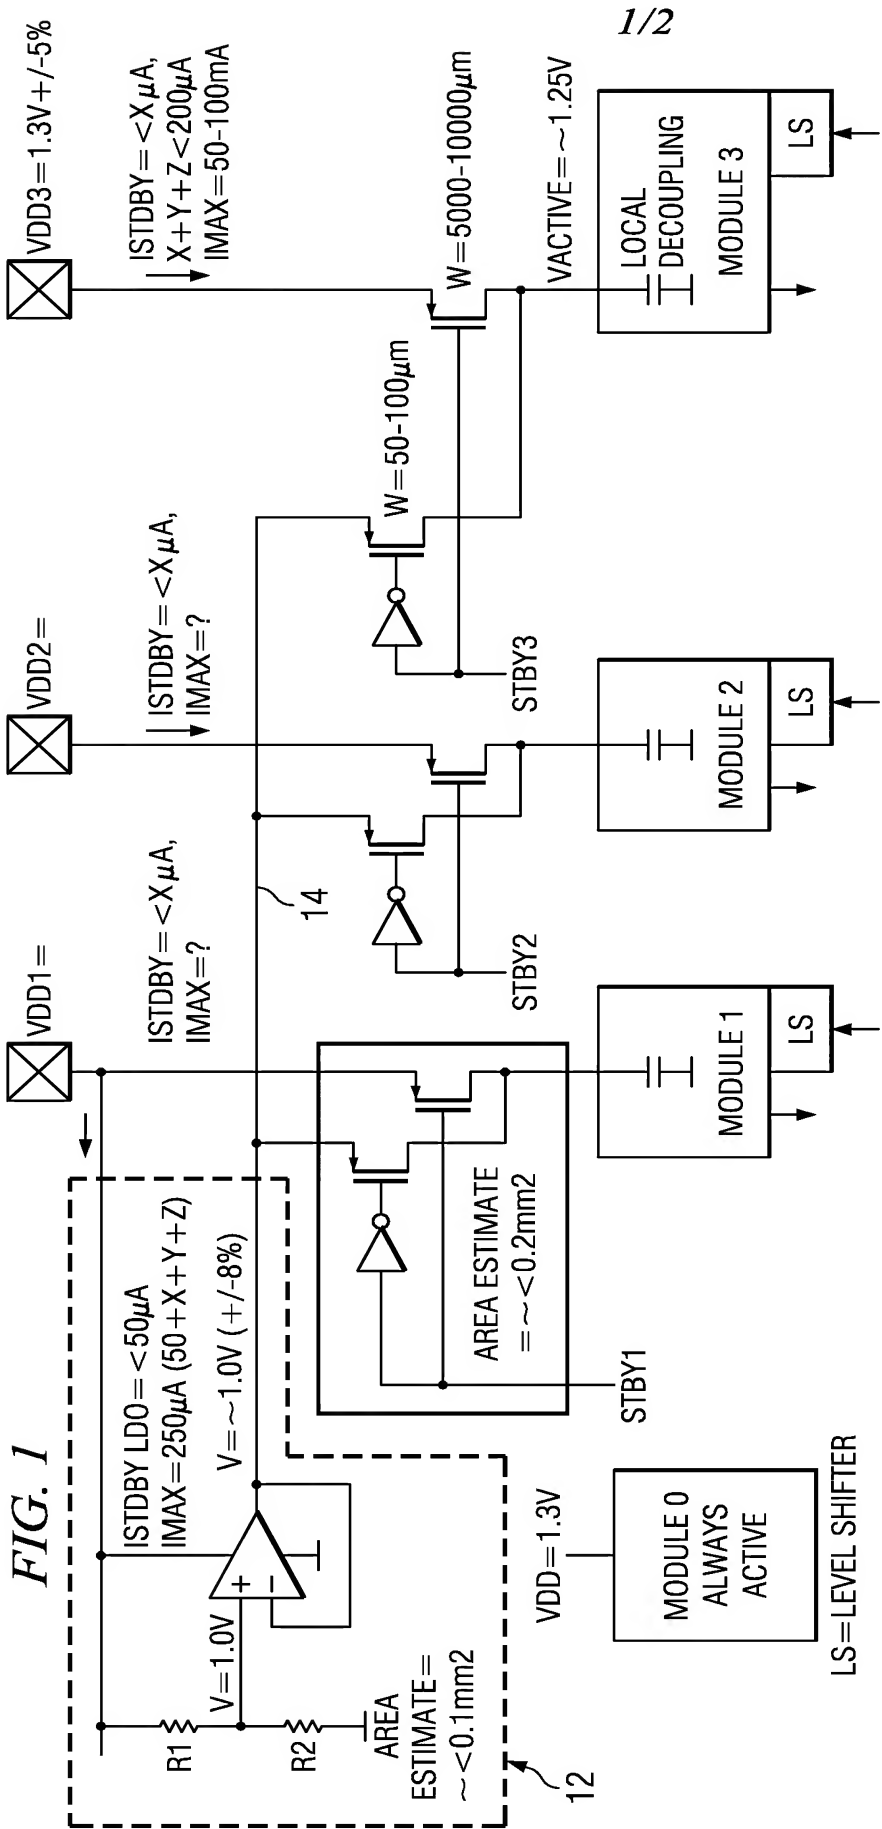 1/2
FIG. 1
VDD1=
ISTDBY=<XµA,
IMAX=?
VDD2=
ISTDBY=<XµA,
IMAX=?
VDD3=1.3V+/-5%
ISTDBY=<XµA,
X+Y+Z<200µA
IMAX=50-100mA
ISTDBY LDO=<50µA
IMAX=250µA (50+X+Y+Z)
V=~1.0V (+/-8%)
V=1.0V
+
−
R1
R2
AREA
ESTIMATE=
~<0.1mm2
12
14
AREA ESTIMATE
=~<0.2mm2
W=50-100µm
W=5000-10000µm
STBY1
STBY2
STBY3
VACTIVE=~1.25V
VDD=1.3V
MODULE 0
ALWAYS
ACTIVE
MODULE 1
LS
MODULE 2
LS
LOCAL
DECOUPLING
MODULE 3
LS
LS=LEVEL SHIFTER